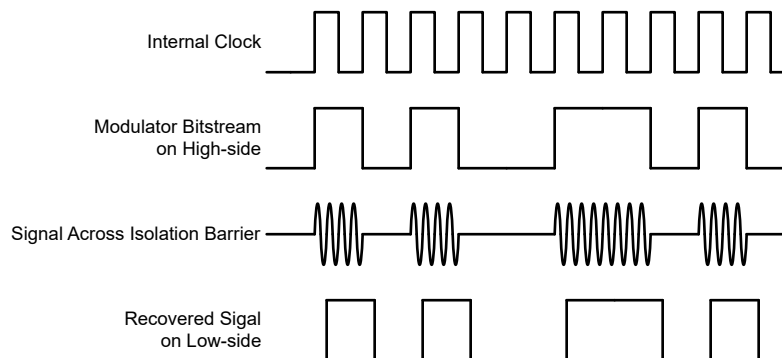 Internal Clock
Modulator Bitstream
on High-side
Signal Across Isolation Barrier
Recovered Sigal
on Low-side